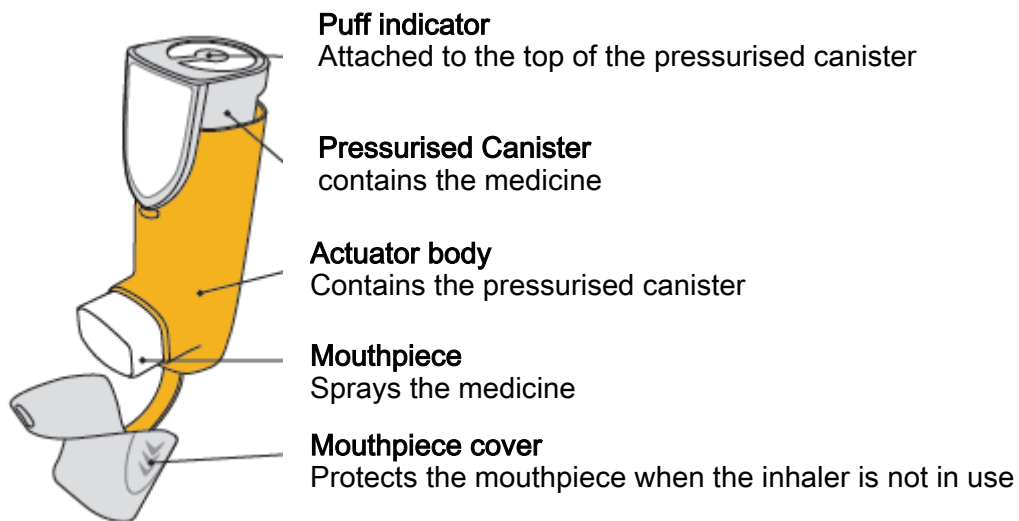 Puff indicator
Attached to the top of the pressurised canister
Pressurised Canister
contains the medicine
Actuator body
Contains the pressurised canister
Mouthpiece
Sprays the medicine
Mouthpiece cover
Protects the mouthpiece when the inhaler is not in use